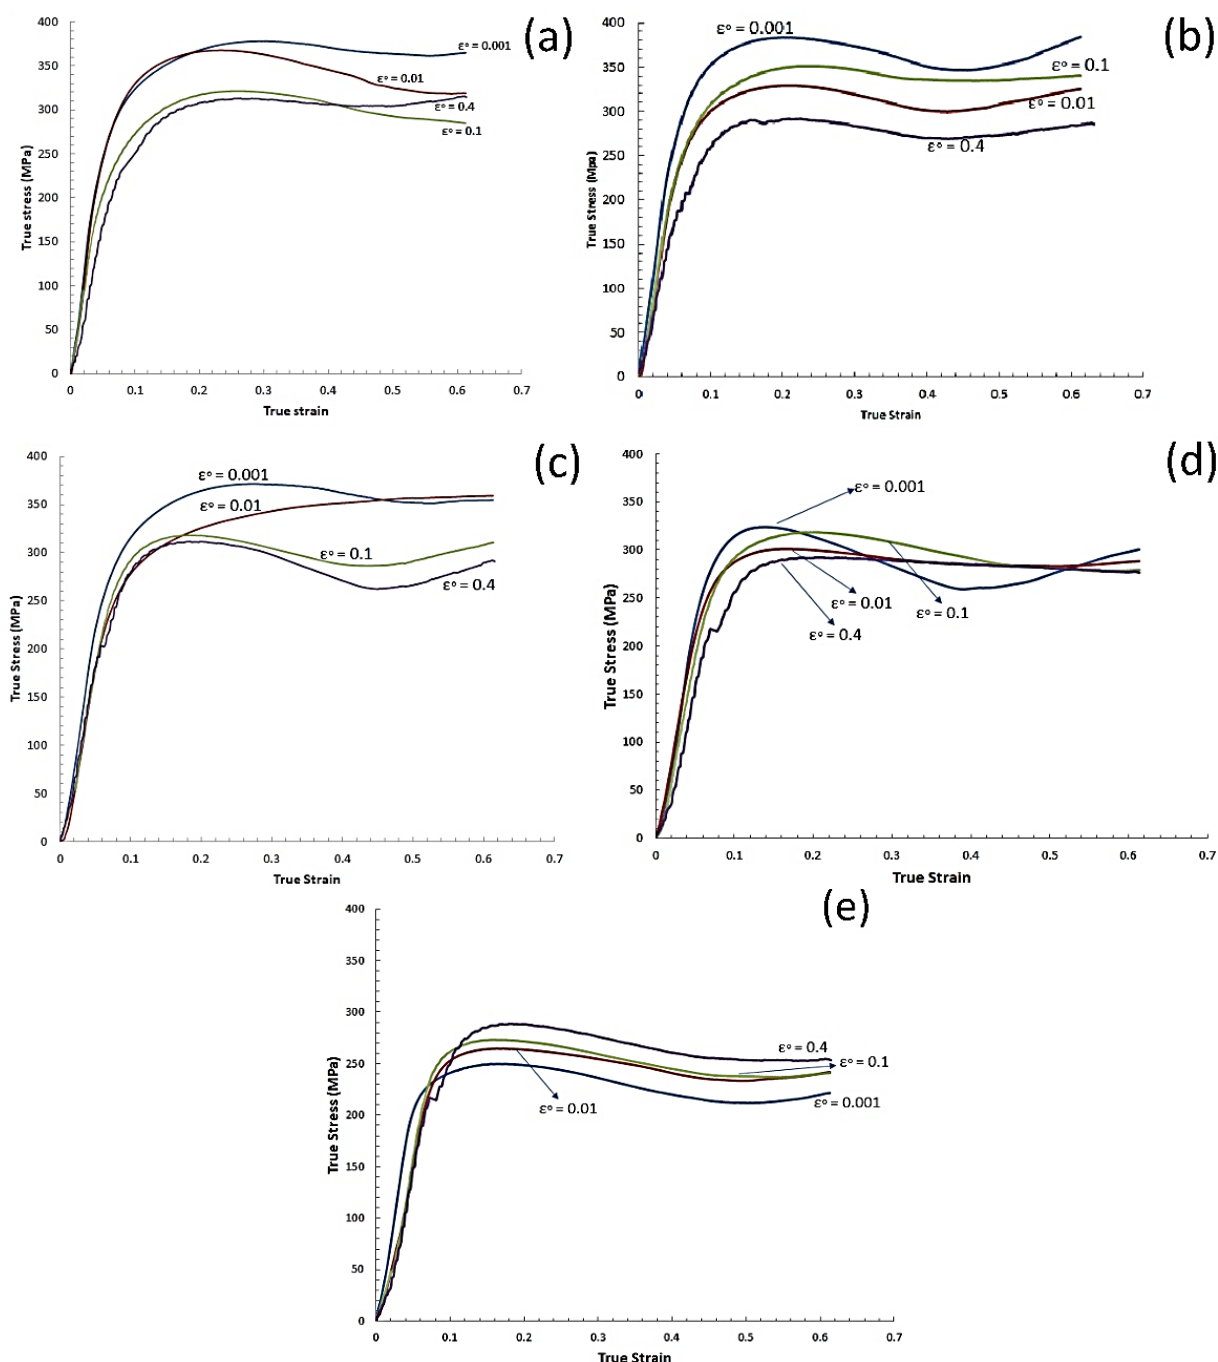 (a)
400
350
300
250
200
150
100
50
0
True stress (MPa)
ε° = 0.001
ε° = 0.01
ε° = 0.4
ε° = 0.1
0 0.1 0.2 0.3 0.4 0.5 0.6 0.7
True strain
(b)
400
350
300
250
200
150
100
50
0
True Stress (Mpa)
ε° = 0.001
ε° = 0.1
ε° = 0.01
ε° = 0.4
0 0.1 0.2 0.3 0.4 0.5 0.6 0.7
True Strain
(c)
400
350
300
250
200
150
100
50
0
True Stress (MPa)
ε° = 0.001
ε° = 0.01
ε° = 0.1
ε° = 0.4
0 0.1 0.2 0.3 0.4 0.5 0.6 0.7
True Strain
(d)
400
350
300
250
200
150
100
50
0
True Stress (MPa)
ε° = 0.001
ε° = 0.01
ε° = 0.1
ε° = 0.4
0 0.1 0.2 0.3 0.4 0.5 0.6 0.7
True Strain
(e)
400
350
300
250
200
150
100
50
0
True Stress (MPa)
ε° = 0.4
ε° = 0.1
ε° = 0.01
ε° = 0.001
0 0.1 0.2 0.3 0.4 0.5 0.6 0.7
True Strain